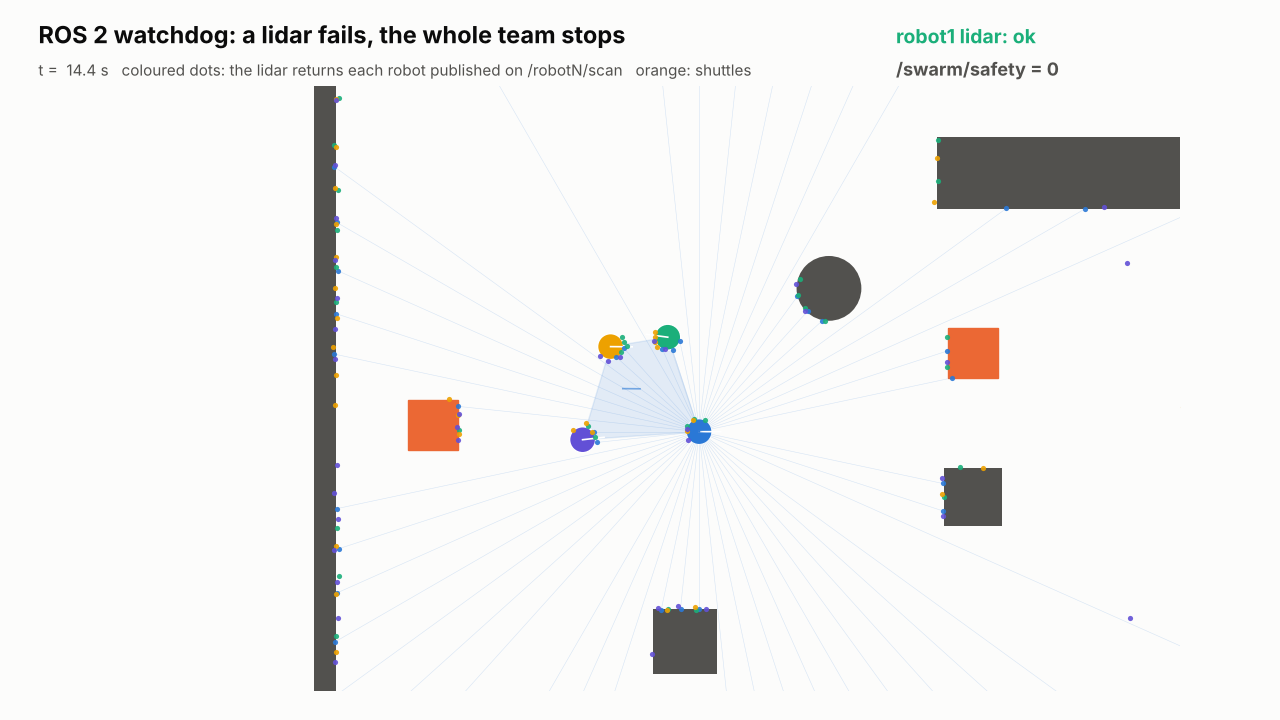 ROS 2 watchdog: a lidar fails, the whole team stops
robot1 lidar: ok
t =  14.4 s   coloured dots: the lidar returns each robot published on /robotN/scan   orange: shuttles
/swarm/safety = 0